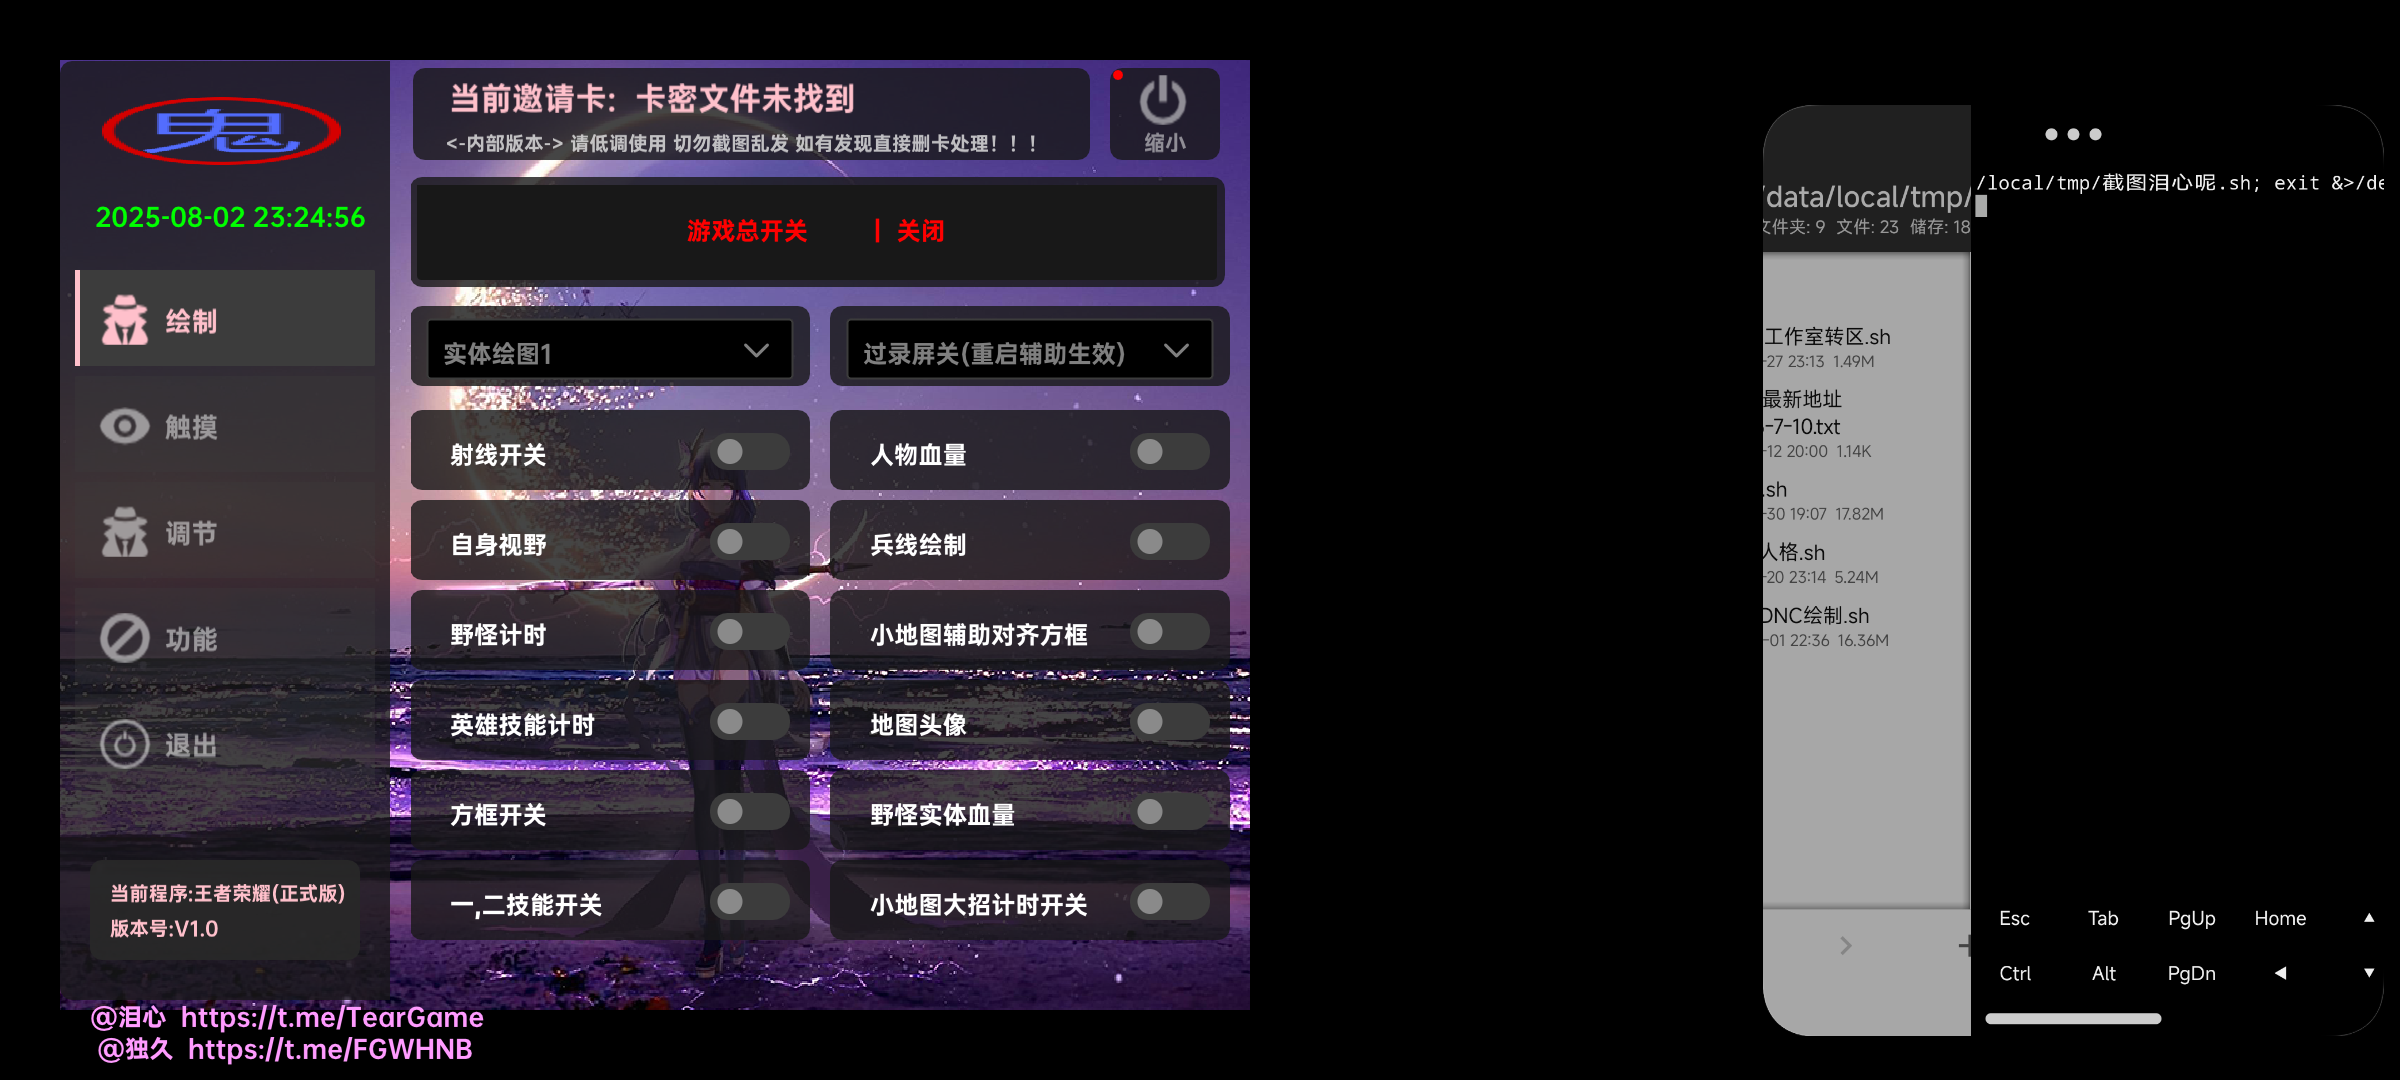 鬼
2025-08-02 23:24:56
绘制
触摸
调节
功能
退出
当前程序:王者荣耀(正式版)
版本号:V1.0
当前邀请卡: 卡密文件未找到
<-内部版本-> 请低调使用 切勿截图乱发 如有发现直接删卡处理！！！
缩小
游戏总开关 | 关闭
实体绘图1
过录屏关(重启辅助生效)
射线开关
人物血量
自身视野
兵线绘制
野怪计时
小地图辅助对齐方框
英雄技能计时
地图头像
方框开关
野怪实体血量
一,二技能开关
小地图大招计时开关
@泪心 https://t.me/TearGame
@独久 https://t.me/FGWHNB
/data/local/tmp/
文件夹: 9 文件: 23 储存: 18
工作室转区.sh
-27 23:13 1.49M
最新地址
-7-10.txt
-12 20:00 1.14K
.sh
-30 19:07 17.82M
人格.sh
-20 23:14 5.24M
DNC绘制.sh
-01 22:36 16.36M
/local/tmp/截图泪心呢.sh; exit &>/de
Esc Tab PgUp Home ▲
Ctrl Alt PgDn ◀ ▼